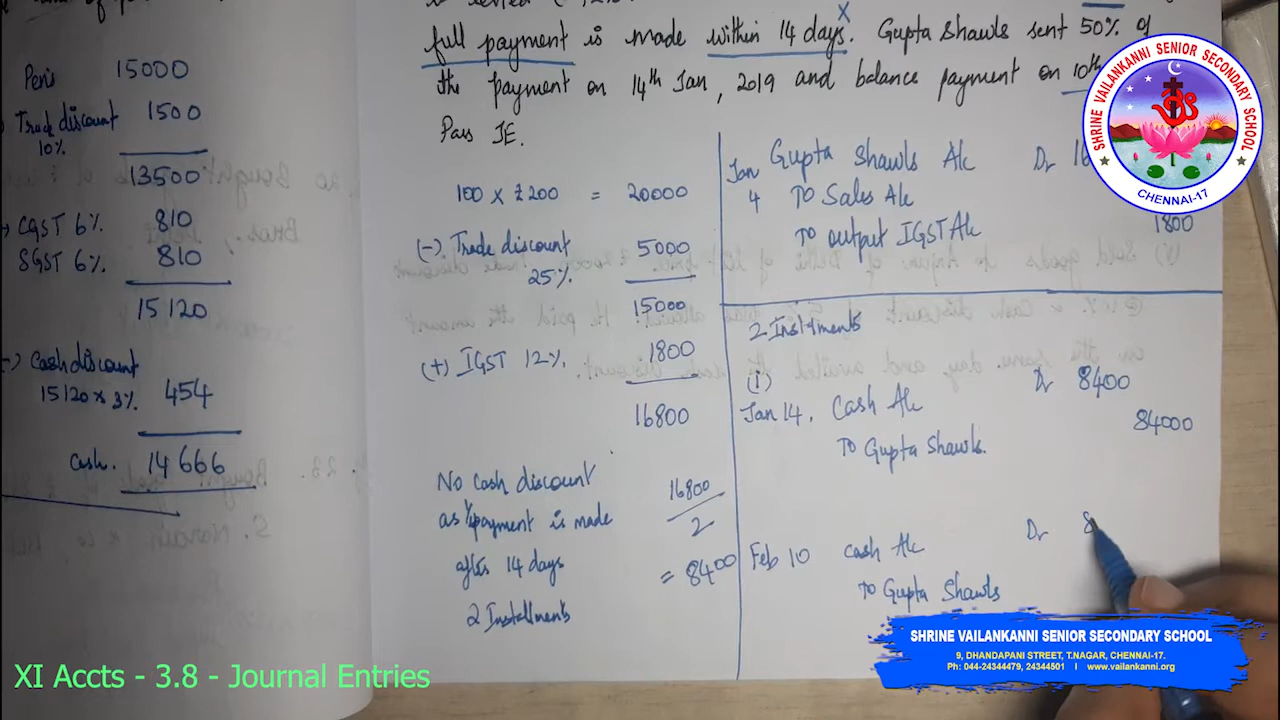 full payment is made within 14 days. Gupta Shawls sent 50% of
the payment on 14th Jan, 2019 and balance payment on 10th
Pass JE.
Pens 15000
Trade discount 1500
10%
13500
CGST 6% 810
SGST 6% 810
15120
Cash discount
15120 x 3% 454
Cash. 14666
100 x ₹200 = 20000
(-) Trade discount 5000
25%
15000
(+) IGST 12% 1800
16800
No cash discount
as payment is made
after 14 days
2 Installments
16800
2
= 8400
Jan Gupta Shawls A/c Dr 16
4 To Sales A/c
To output IGST A/c 1800
2 Instlments
(i)
Jan 14. Cash A/c Dr 8400
To Gupta Shawls. 84000
Feb 10 Cash A/c Dr 8
To Gupta Shawls
SHRINE VAILANKANNI SENIOR SECONDARY SCHOOL
CHENNAI-17
SHRINE VAILANKANNI SENIOR SECONDARY SCHOOL
9, DHANDAPANI STREET, T.NAGAR, CHENNAI-17.
Ph: 044-24344479, 24344501 I www.vailankanni.org
XI Accts - 3.8 - Journal Entries